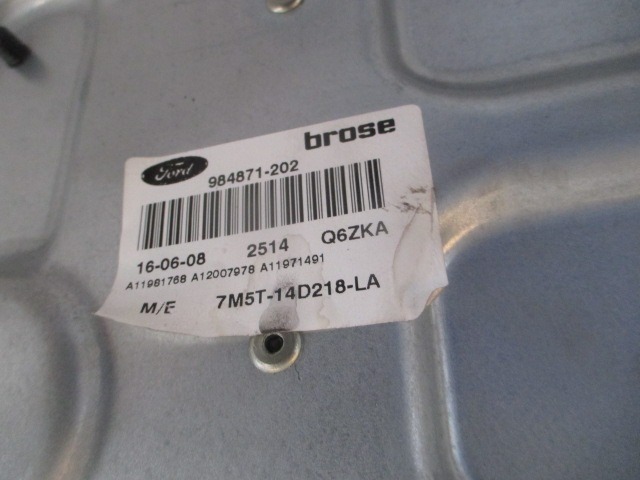 brose
Ford
984871-202
16-06-08 2514 Q6ZKA
A11981768 A12007978 A11971491
M/E 7M5T-14D218-LA